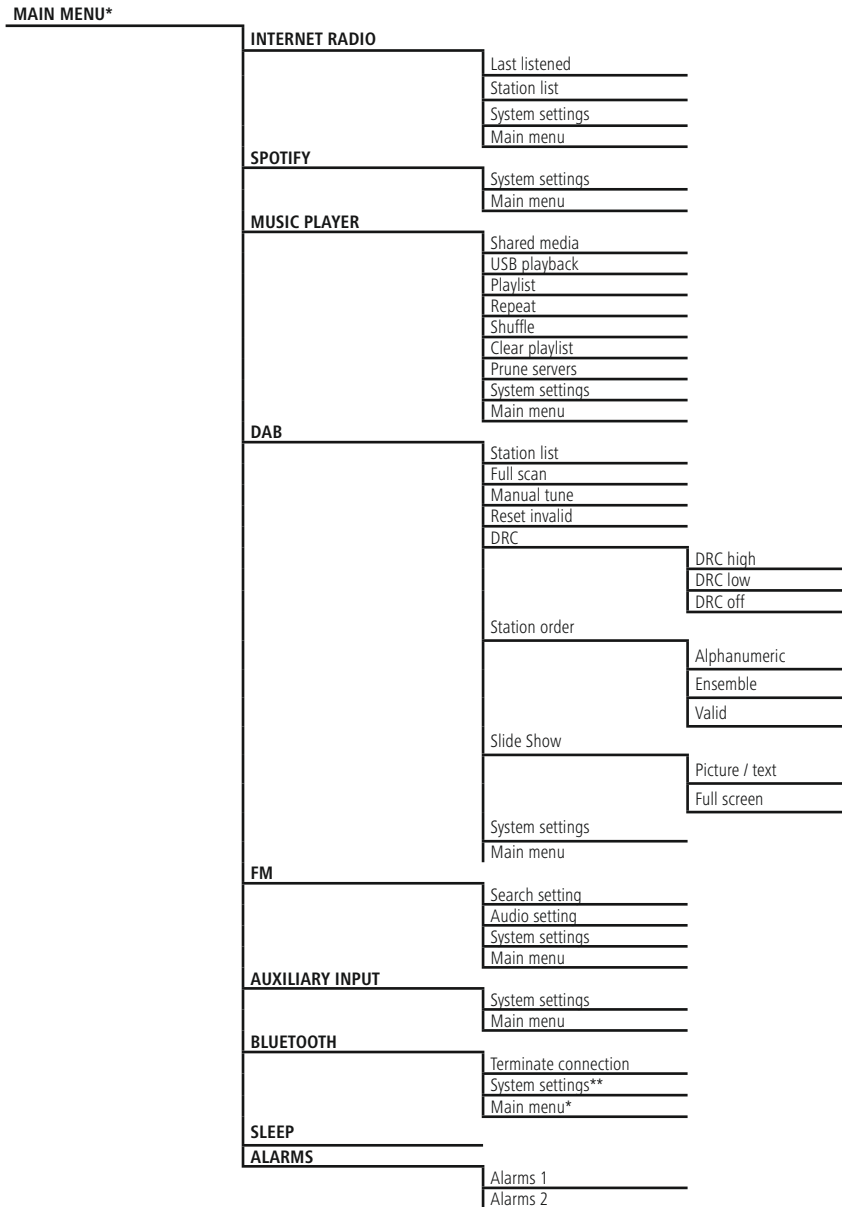 MAIN MENU*
INTERNET RADIO
Last listened
Station list
System settings
Main menu
SPOTIFY
System settings
Main menu
MUSIC PLAYER
Shared media
USB playback
Playlist
Repeat
Shuffle
Clear playlist
Prune servers
System settings
Main menu
DAB
Station list
Full scan
Manual tune
Reset invalid
DRC
DRC high
DRC low
DRC off
Station order
Alphanumeric
Ensemble
Valid
Slide Show
Picture / text
Full screen
System settings
Main menu
FM
Search setting
Audio setting
System settings
Main menu
AUXILIARY INPUT
System settings
Main menu
BLUETOOTH
Terminate connection
System settings**
Main menu*
SLEEP
ALARMS
Alarms 1
Alarms 2